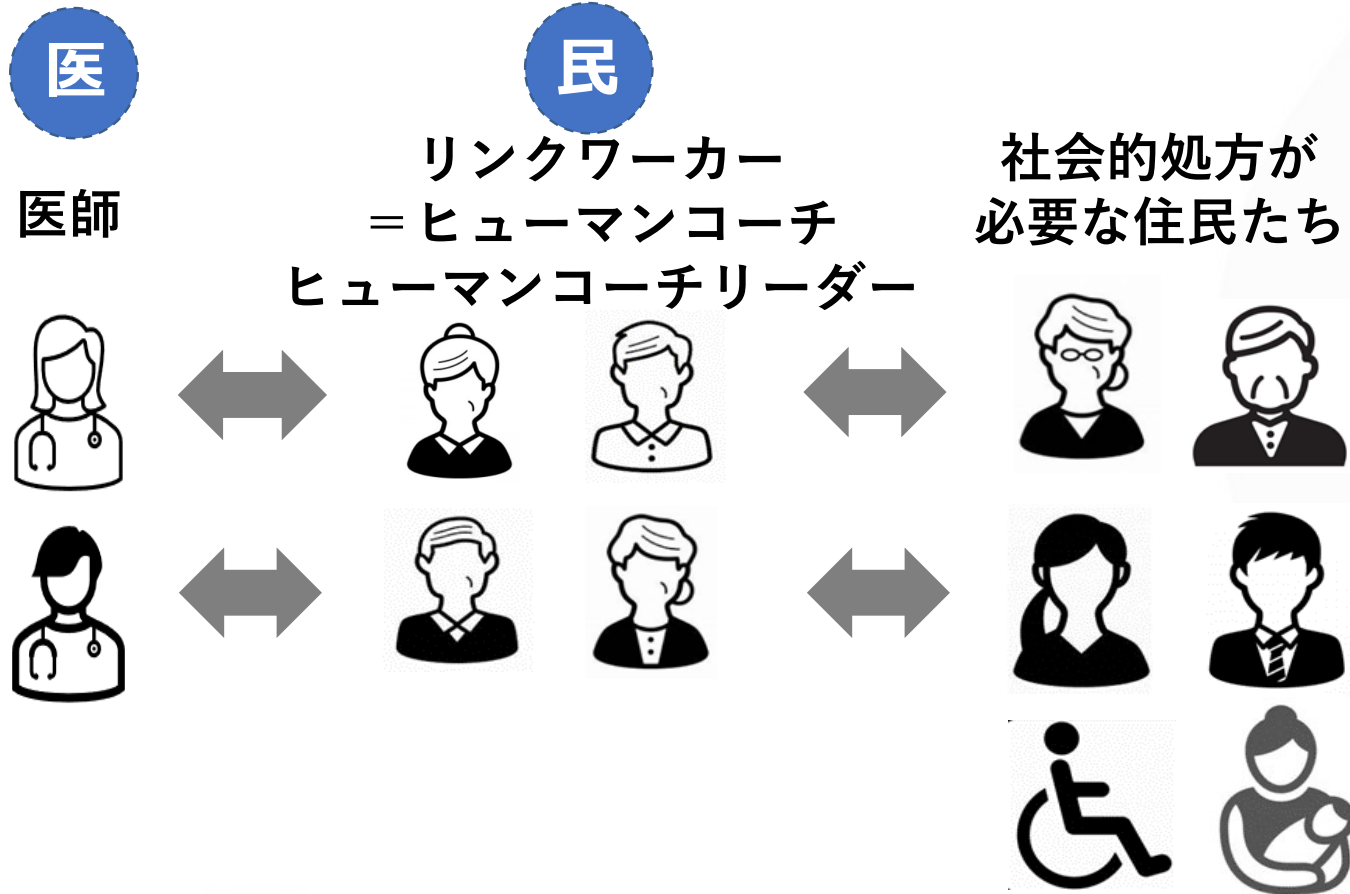 医
医師
民
リンクワーカー
＝ヒューマンコーチ
ヒューマンコーチリーダー
社会的処方が
必要な住民たち